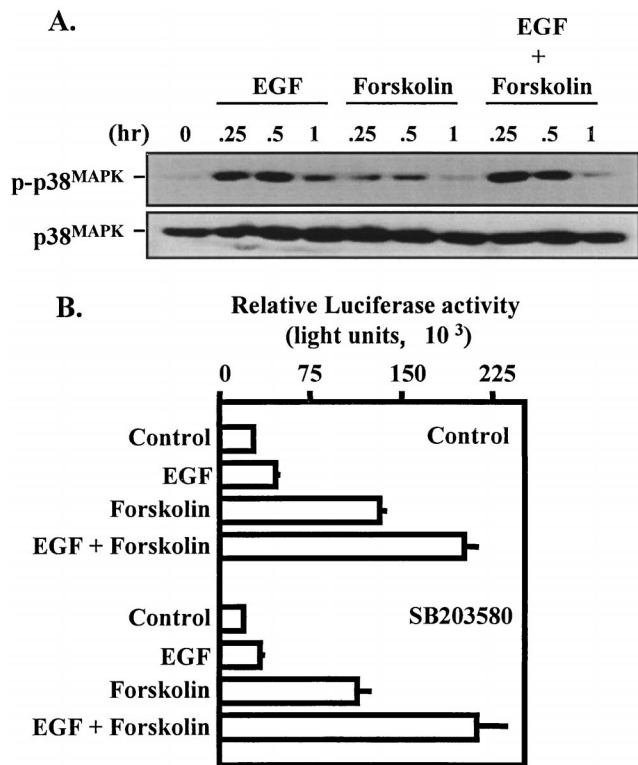 A.
EGF
+
EGF Forskolin Forskolin
(hr) 0 .25 .5 1 .25 .5 1 .25 .5 1
p-p38MAPK
p38MAPK
B. Relative Luciferase activity
(light units, 10 3)
0 75 150 225
Control Control
EGF
Forskolin
EGF + Forskolin
Control SB203580
EGF
Forskolin
EGF + Forskolin